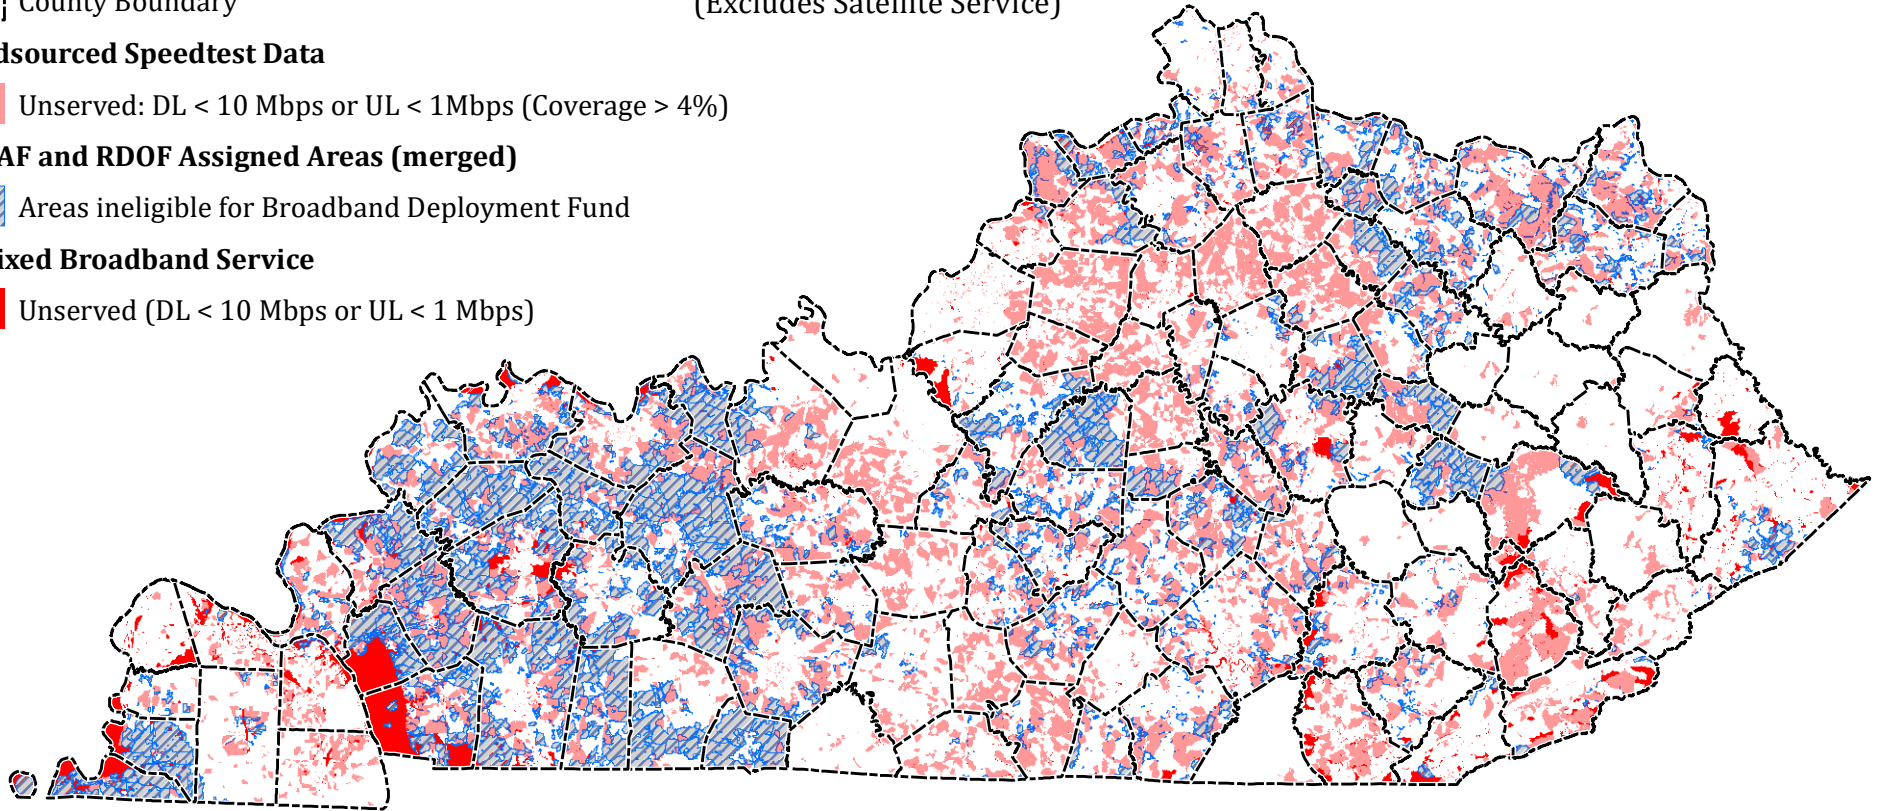 County Boundary
(Excludes Satellite Service)
dsourced Speedtest Data
Unserved: DL < 10 Mbps or UL < 1Mbps (Coverage > 4%)
AF and RDOF Assigned Areas (merged)
Areas ineligible for Broadband Deployment Fund
ixed Broadband Service
Unserved (DL < 10 Mbps or UL < 1 Mbps)